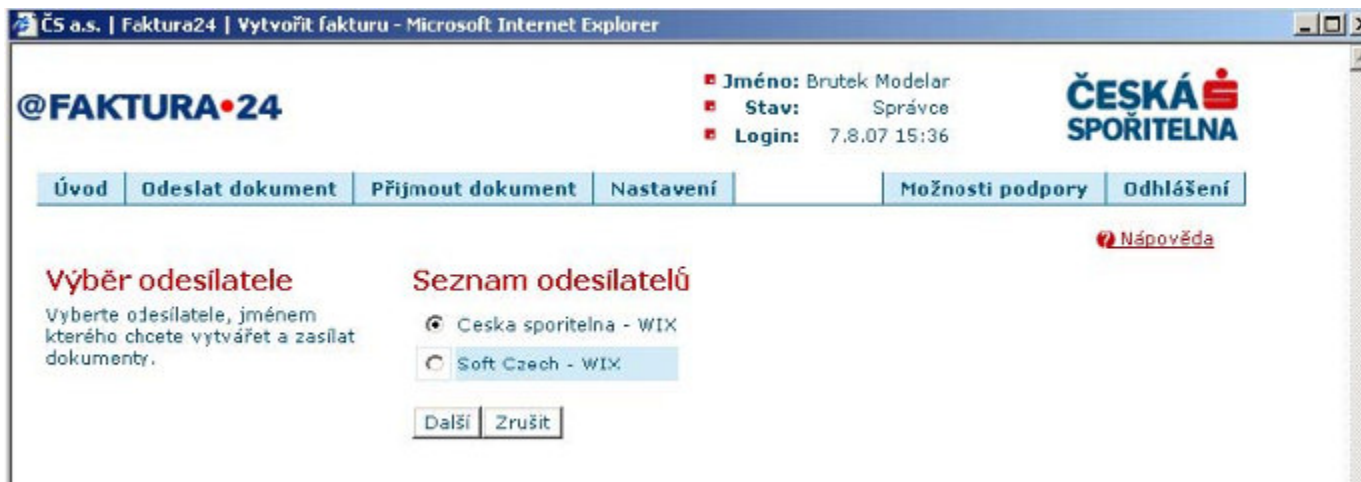 ČS a.s. | Faktura24 | Vytvořit fakturu - Microsoft Internet Explorer
@FAKTURA•24
Jméno: Brutek Modelar
Stav: Správce
Login: 7.8.07 15:36
ČESKÁ
SPOŘITELNA
Úvod Odeslat dokument Přijmout dokument Nastavení Možnosti podpory Odhlášení
Nápověda
Výběr odesílatele
Vyberte odesílatele, jménem
kterého chcete vytvářet a zasílat
dokumenty.
Seznam odesílatelů
Ceska sporitelna - WIX
Soft Czech - WIX
Další Zrušit